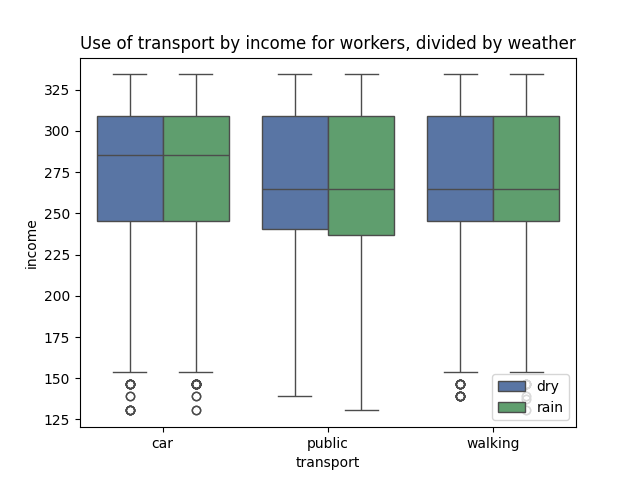 Use of transport by income for workers, divided by weather
325
300
275
250
225
200
175
150
125
income
dry
rain
car public walking
transport